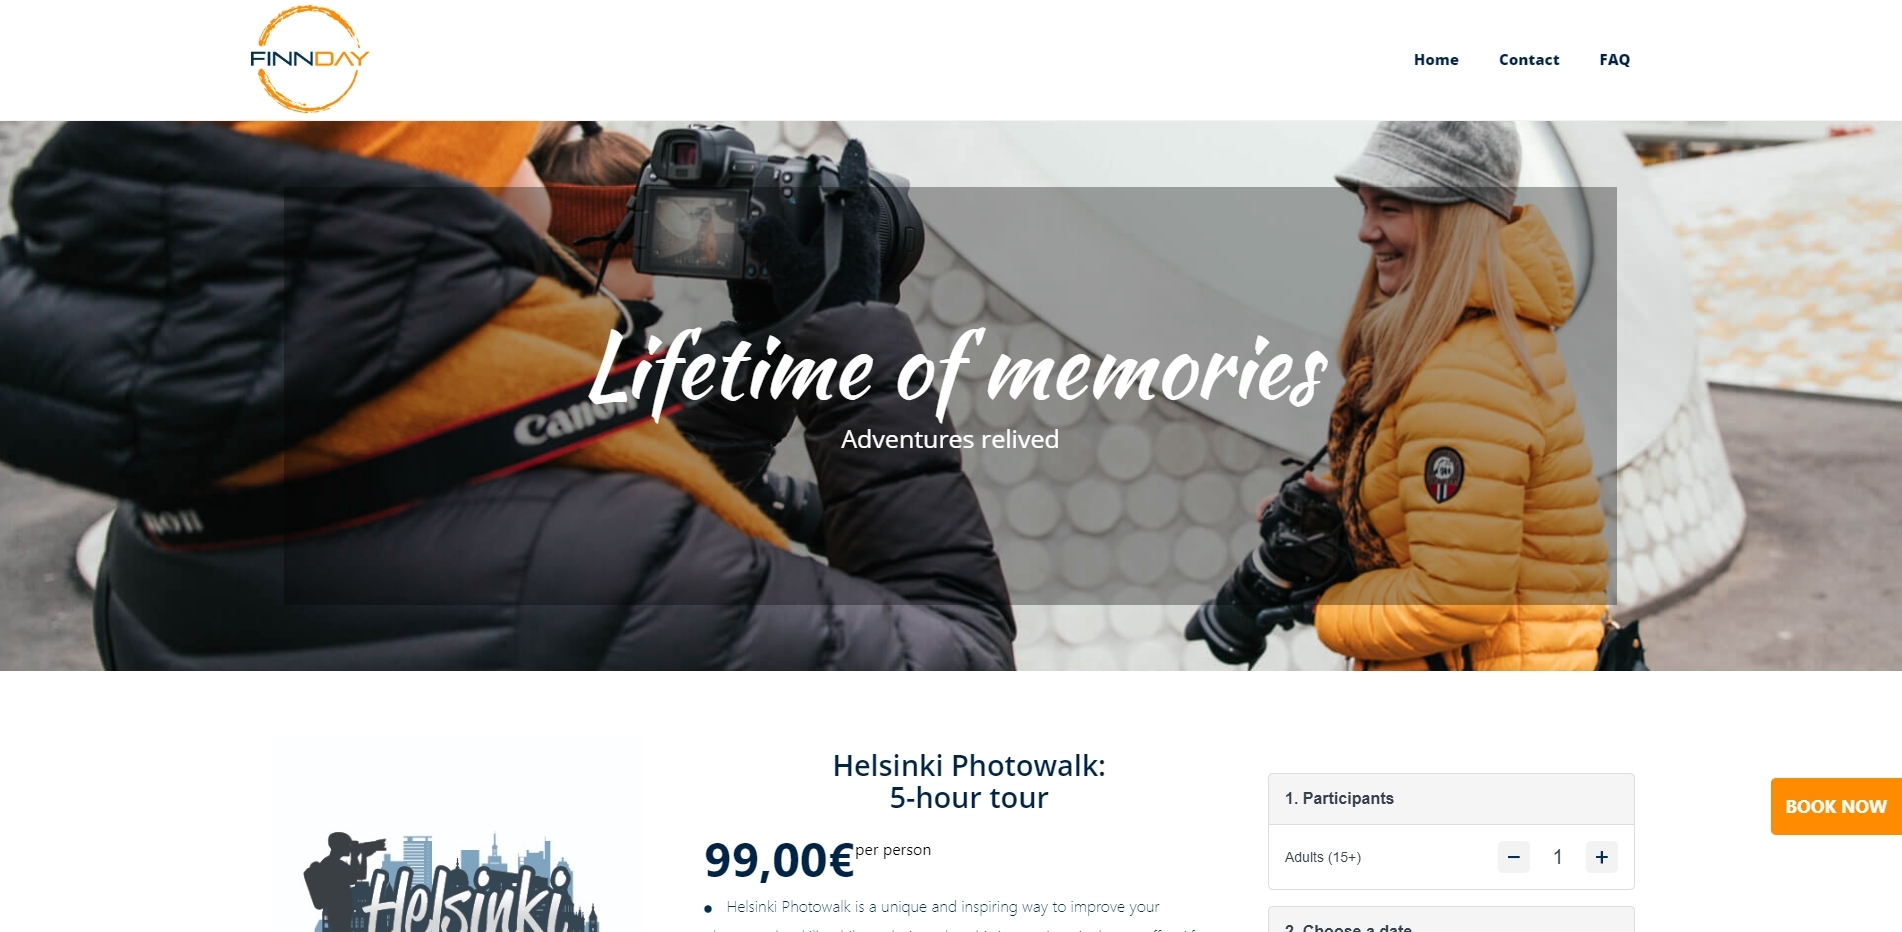 FINNDAY
Home
Contact
FAQ
Canon
non
Lifetime of memories
Adventures relived
Helsinki Photowalk:
5-hour tour
99,00€ per person
Helsinki Photowalk is a unique and inspiring way to improve your
Helsinki
1. Participants
Adults (15+)
− 1 +
2. Choose a date
BOOK NOW